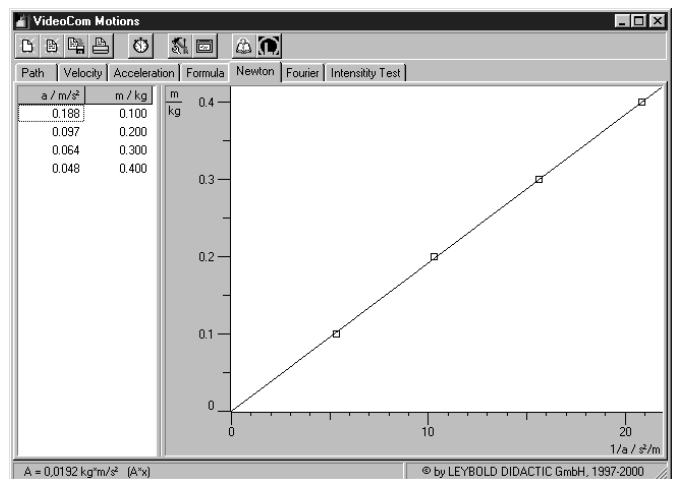 VideoCom Motions
Path Velocity Acceleration Formula Newton Fourier Intensitity Test
a / m/s² m / kg
0.188 0.100
0.097 0.200
0.064 0.300
0.048 0.400
m
kg
0.4
0.3
0.2
0.1
0
0 10 20
1/a / s²/m
A = 0,0192 kg*m/s² (A*x)
© by LEYBOLD DIDACTIC GmbH, 1997-2000